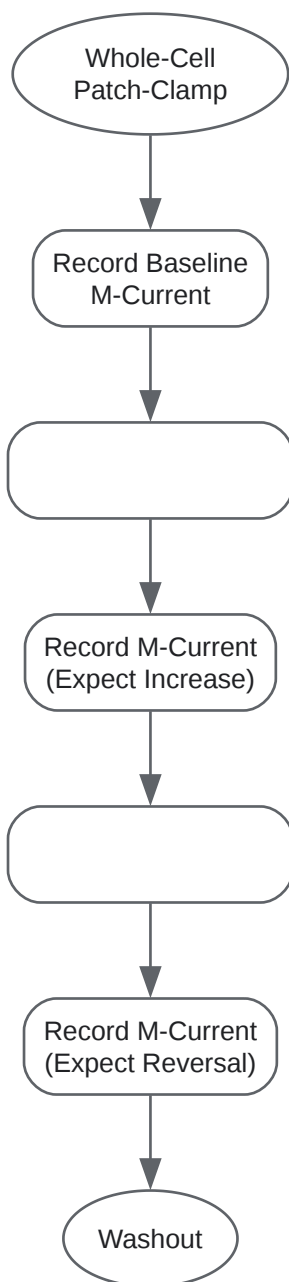 Whole-Cell
Patch-Clamp
Record Baseline
M-Current
Record M-Current
(Expect Increase)
Record M-Current
(Expect Reversal)
Washout